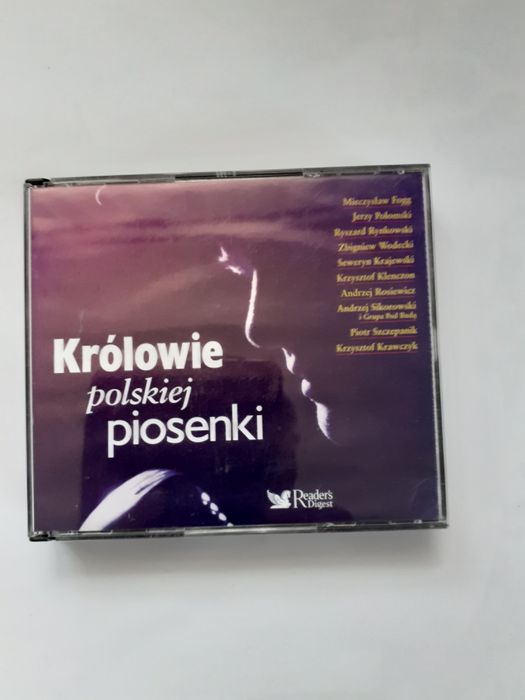 Mieczysław Fogg
Jerzy Połomski
Ryszard Rynkowski
Zbigniew Wodecki
Seweryn Krajewski
Krzysztof Klenczon
Andrzej Rosiewicz
Andrzej Sikorowski
i Grupa Pod Budą
Piotr Szczepanik
Krzysztof Krawczyk
Królowie
polskiej
piosenki
Reader's
Digest